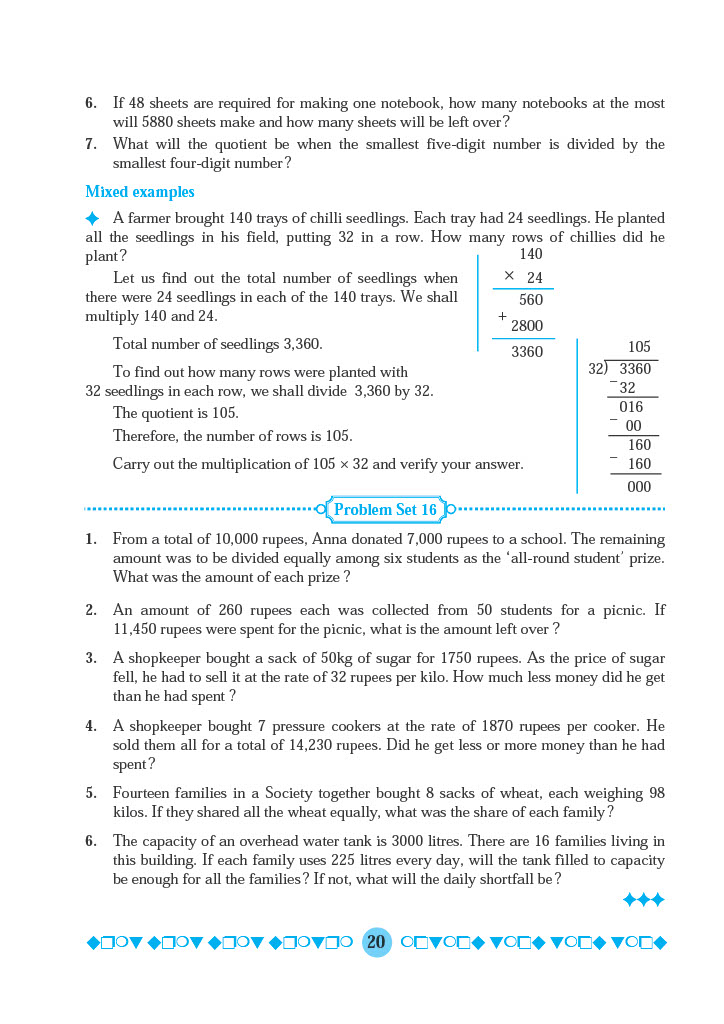 6. If 48 sheets are required for making one notebook, how many notebooks at the most
will 5880 sheets make and how many sheets will be left over?
7. What will the quotient be when the smallest five-digit number is divided by the
smallest four-digit number?
Mixed examples
A farmer brought 140 trays of chilli seedlings. Each tray had 24 seedlings. He planted
all the seedlings in his field, putting 32 in a row. How many rows of chillies did he
plant?
Let us find out the total number of seedlings when
there were 24 seedlings in each of the 140 trays. We shall
multiply 140 and 24.
Total number of seedlings 3,360.
To find out how many rows were planted with
32 seedlings in each row, we shall divide 3,360 by 32.
The quotient is 105.
Therefore, the number of rows is 105.
Carry out the multiplication of 105 × 32 and verify your answer.
140
× 24
560
+
2800
3360
105
32) 3360
− 32
016
− 00
160
− 160
000
Problem Set 16
1. From a total of 10,000 rupees, Anna donated 7,000 rupees to a school. The remaining
amount was to be divided equally among six students as the ‘all-round student’ prize.
What was the amount of each prize ?
2. An amount of 260 rupees each was collected from 50 students for a picnic. If
11,450 rupees were spent for the picnic, what is the amount left over ?
3. A shopkeeper bought a sack of 50kg of sugar for 1750 rupees. As the price of sugar
fell, he had to sell it at the rate of 32 rupees per kilo. How much less money did he get
than he had spent ?
4. A shopkeeper bought 7 pressure cookers at the rate of 1870 rupees per cooker. He
sold them all for a total of 14,230 rupees. Did he get less or more money than he had
spent?
5. Fourteen families in a Society together bought 8 sacks of wheat, each weighing 98
kilos. If they shared all the wheat equally, what was the share of each family?
6. The capacity of an overhead water tank is 3000 litres. There are 16 families living in
this building. If each family uses 225 litres every day, will the tank filled to capacity
be enough for all the families? If not, what will the daily shortfall be?
20